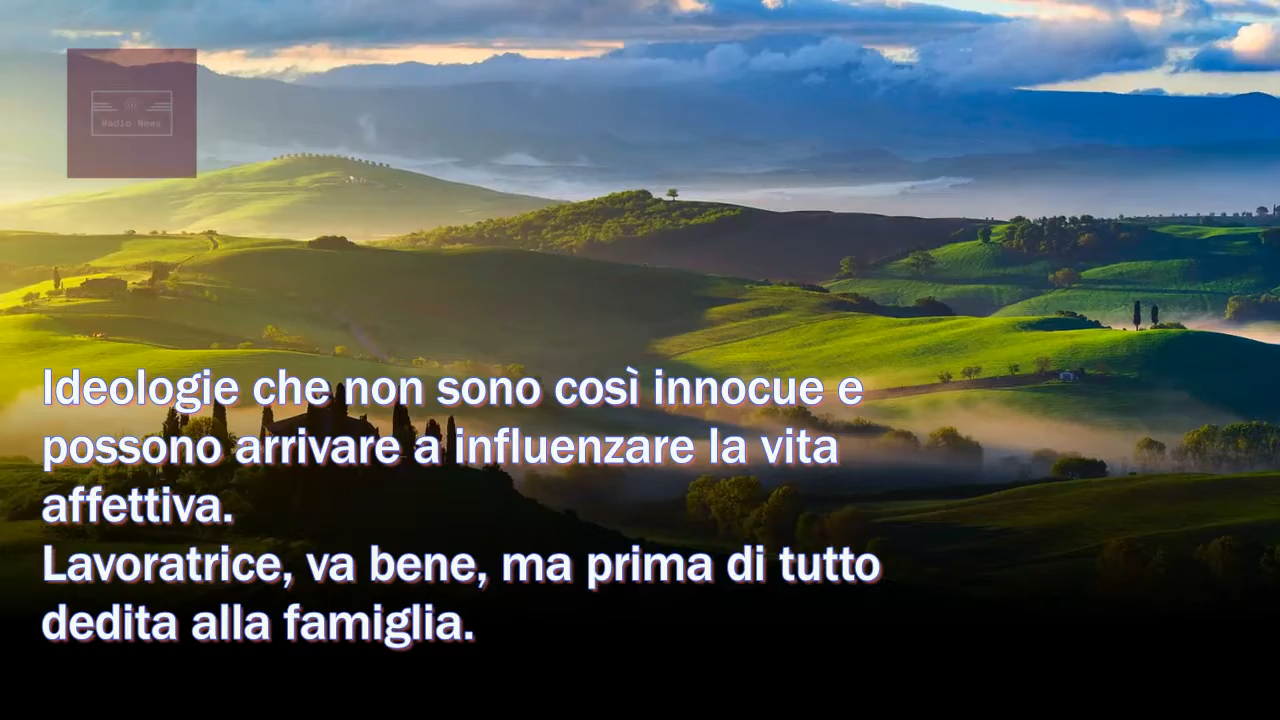 Radio News
Ideologie che non sono così innocue e
possono arrivare a influenzare la vita
affettiva.
Lavoratrice, va bene, ma prima di tutto
dedita alla famiglia.